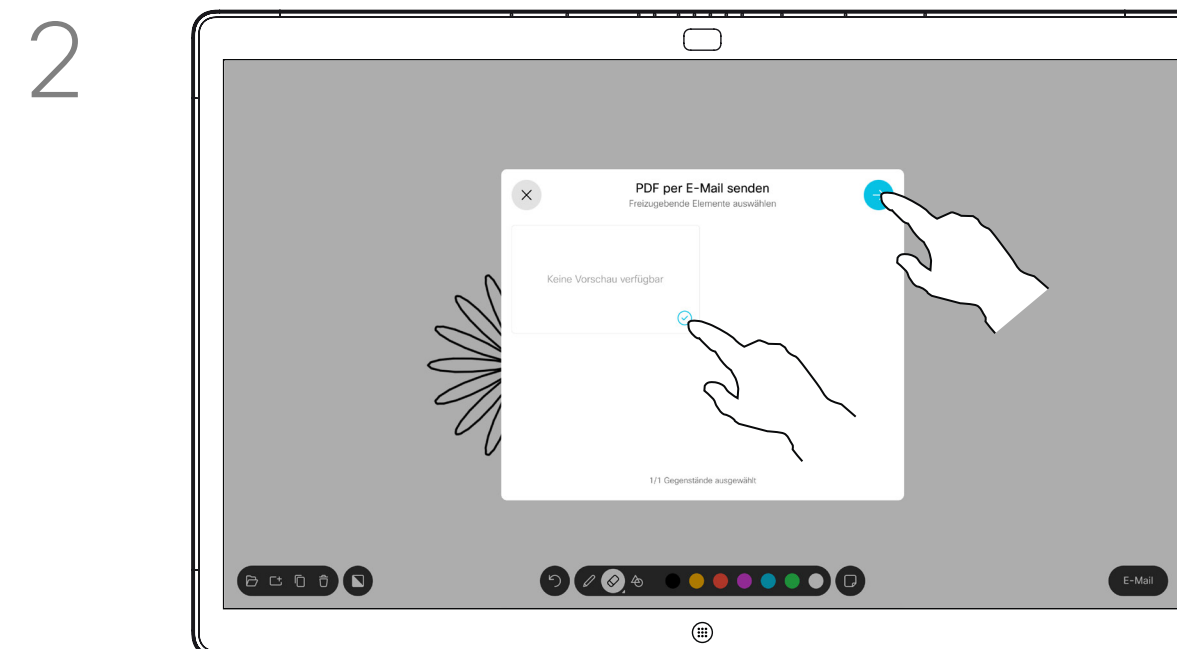 2
PDF per E-Mail senden
Freizugebende Elemente auswählen
Keine Vorschau verfügbar
1/1 Gegenstände ausgewählt
E-Mail